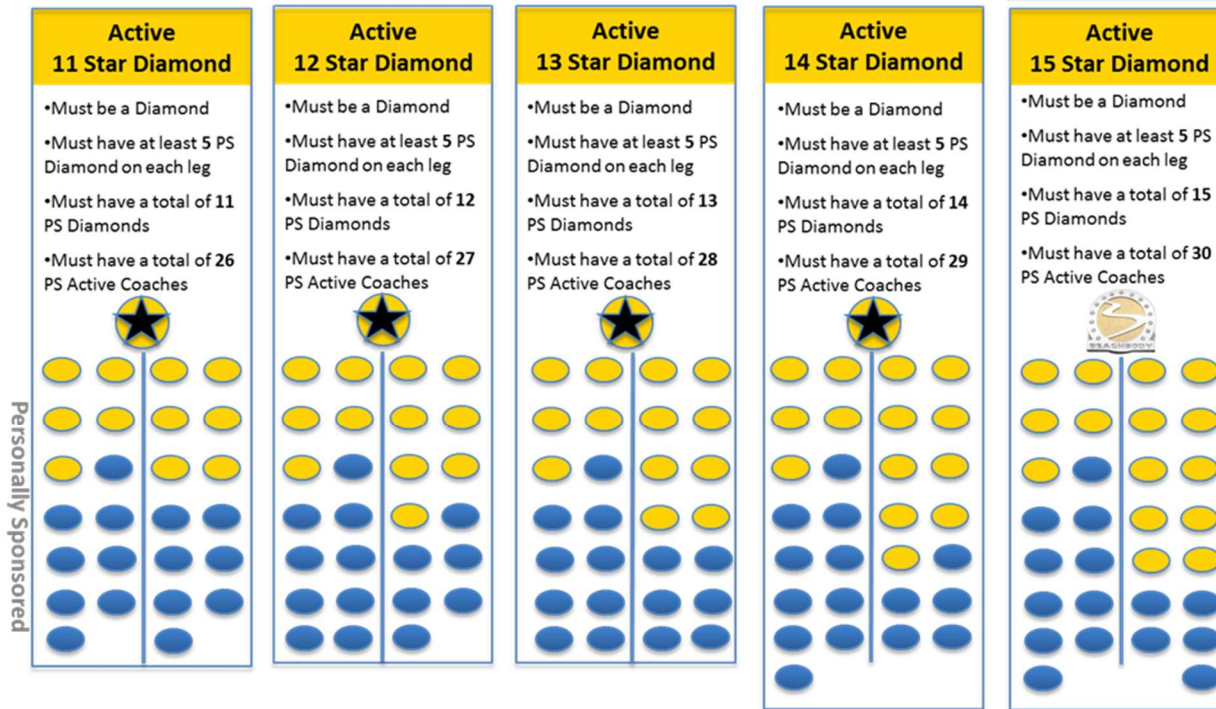 Active
11 Star Diamond
•Must be a Diamond
•Must have at least 5 PS
Diamond on each leg
•Must have a total of 11
PS Diamonds
•Must have a total of 26
PS Active Coaches
Active
12 Star Diamond
•Must be a Diamond
•Must have at least 5 PS
Diamond on each leg
•Must have a total of 12
PS Diamonds
•Must have a total of 27
PS Active Coaches
Active
13 Star Diamond
•Must be a Diamond
•Must have at least 5 PS
Diamond on each leg
•Must have a total of 13
PS Diamonds
•Must have a total of 28
PS Active Coaches
Active
14 Star Diamond
•Must be a Diamond
•Must have at least 5 PS
Diamond on each leg
•Must have a total of 14
PS Diamonds
•Must have a total of 29
PS Active Coaches
Active
15 Star Diamond
•Must be a Diamond
•Must have at least 5 PS
Diamond on each leg
•Must have a total of 15
PS Diamonds
•Must have a total of 30
PS Active Coaches
BEACHBODY
Personally Sponsored